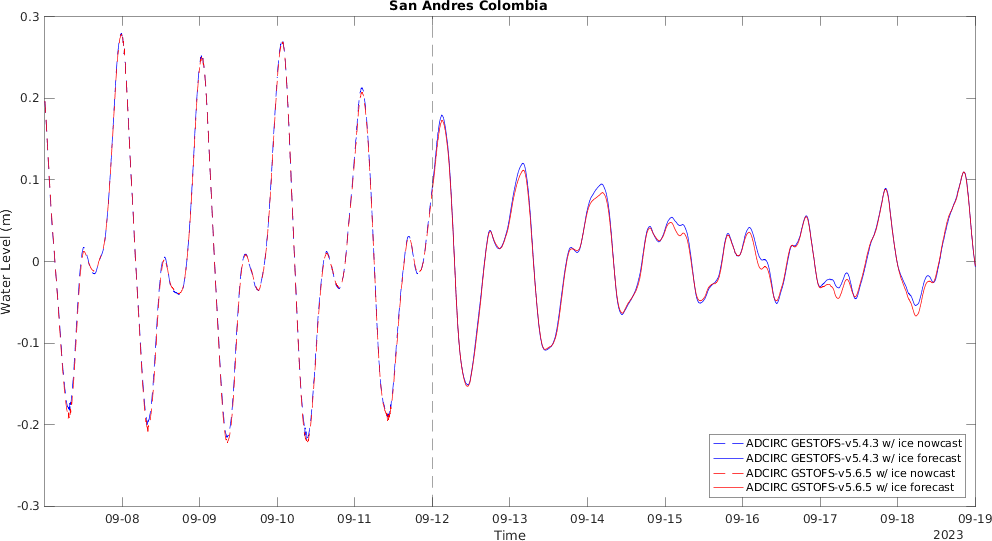 San Andres Colombia
0.3
0.2
0.1
0
-0.1
-0.2
-0.3
Water Level (m)
ADCIRC GESTOFS-v5.4.3 w/ ice nowcast
ADCIRC GESTOFS-v5.4.3 w/ ice forecast
ADCIRC GSTOFS-v5.6.5 w/ ice nowcast
ADCIRC GSTOFS-v5.6.5 w/ ice forecast
09-08 09-09 09-10 09-11 09-12 09-13 09-14 09-15 09-16 09-17 09-18 09-19
Time
2023